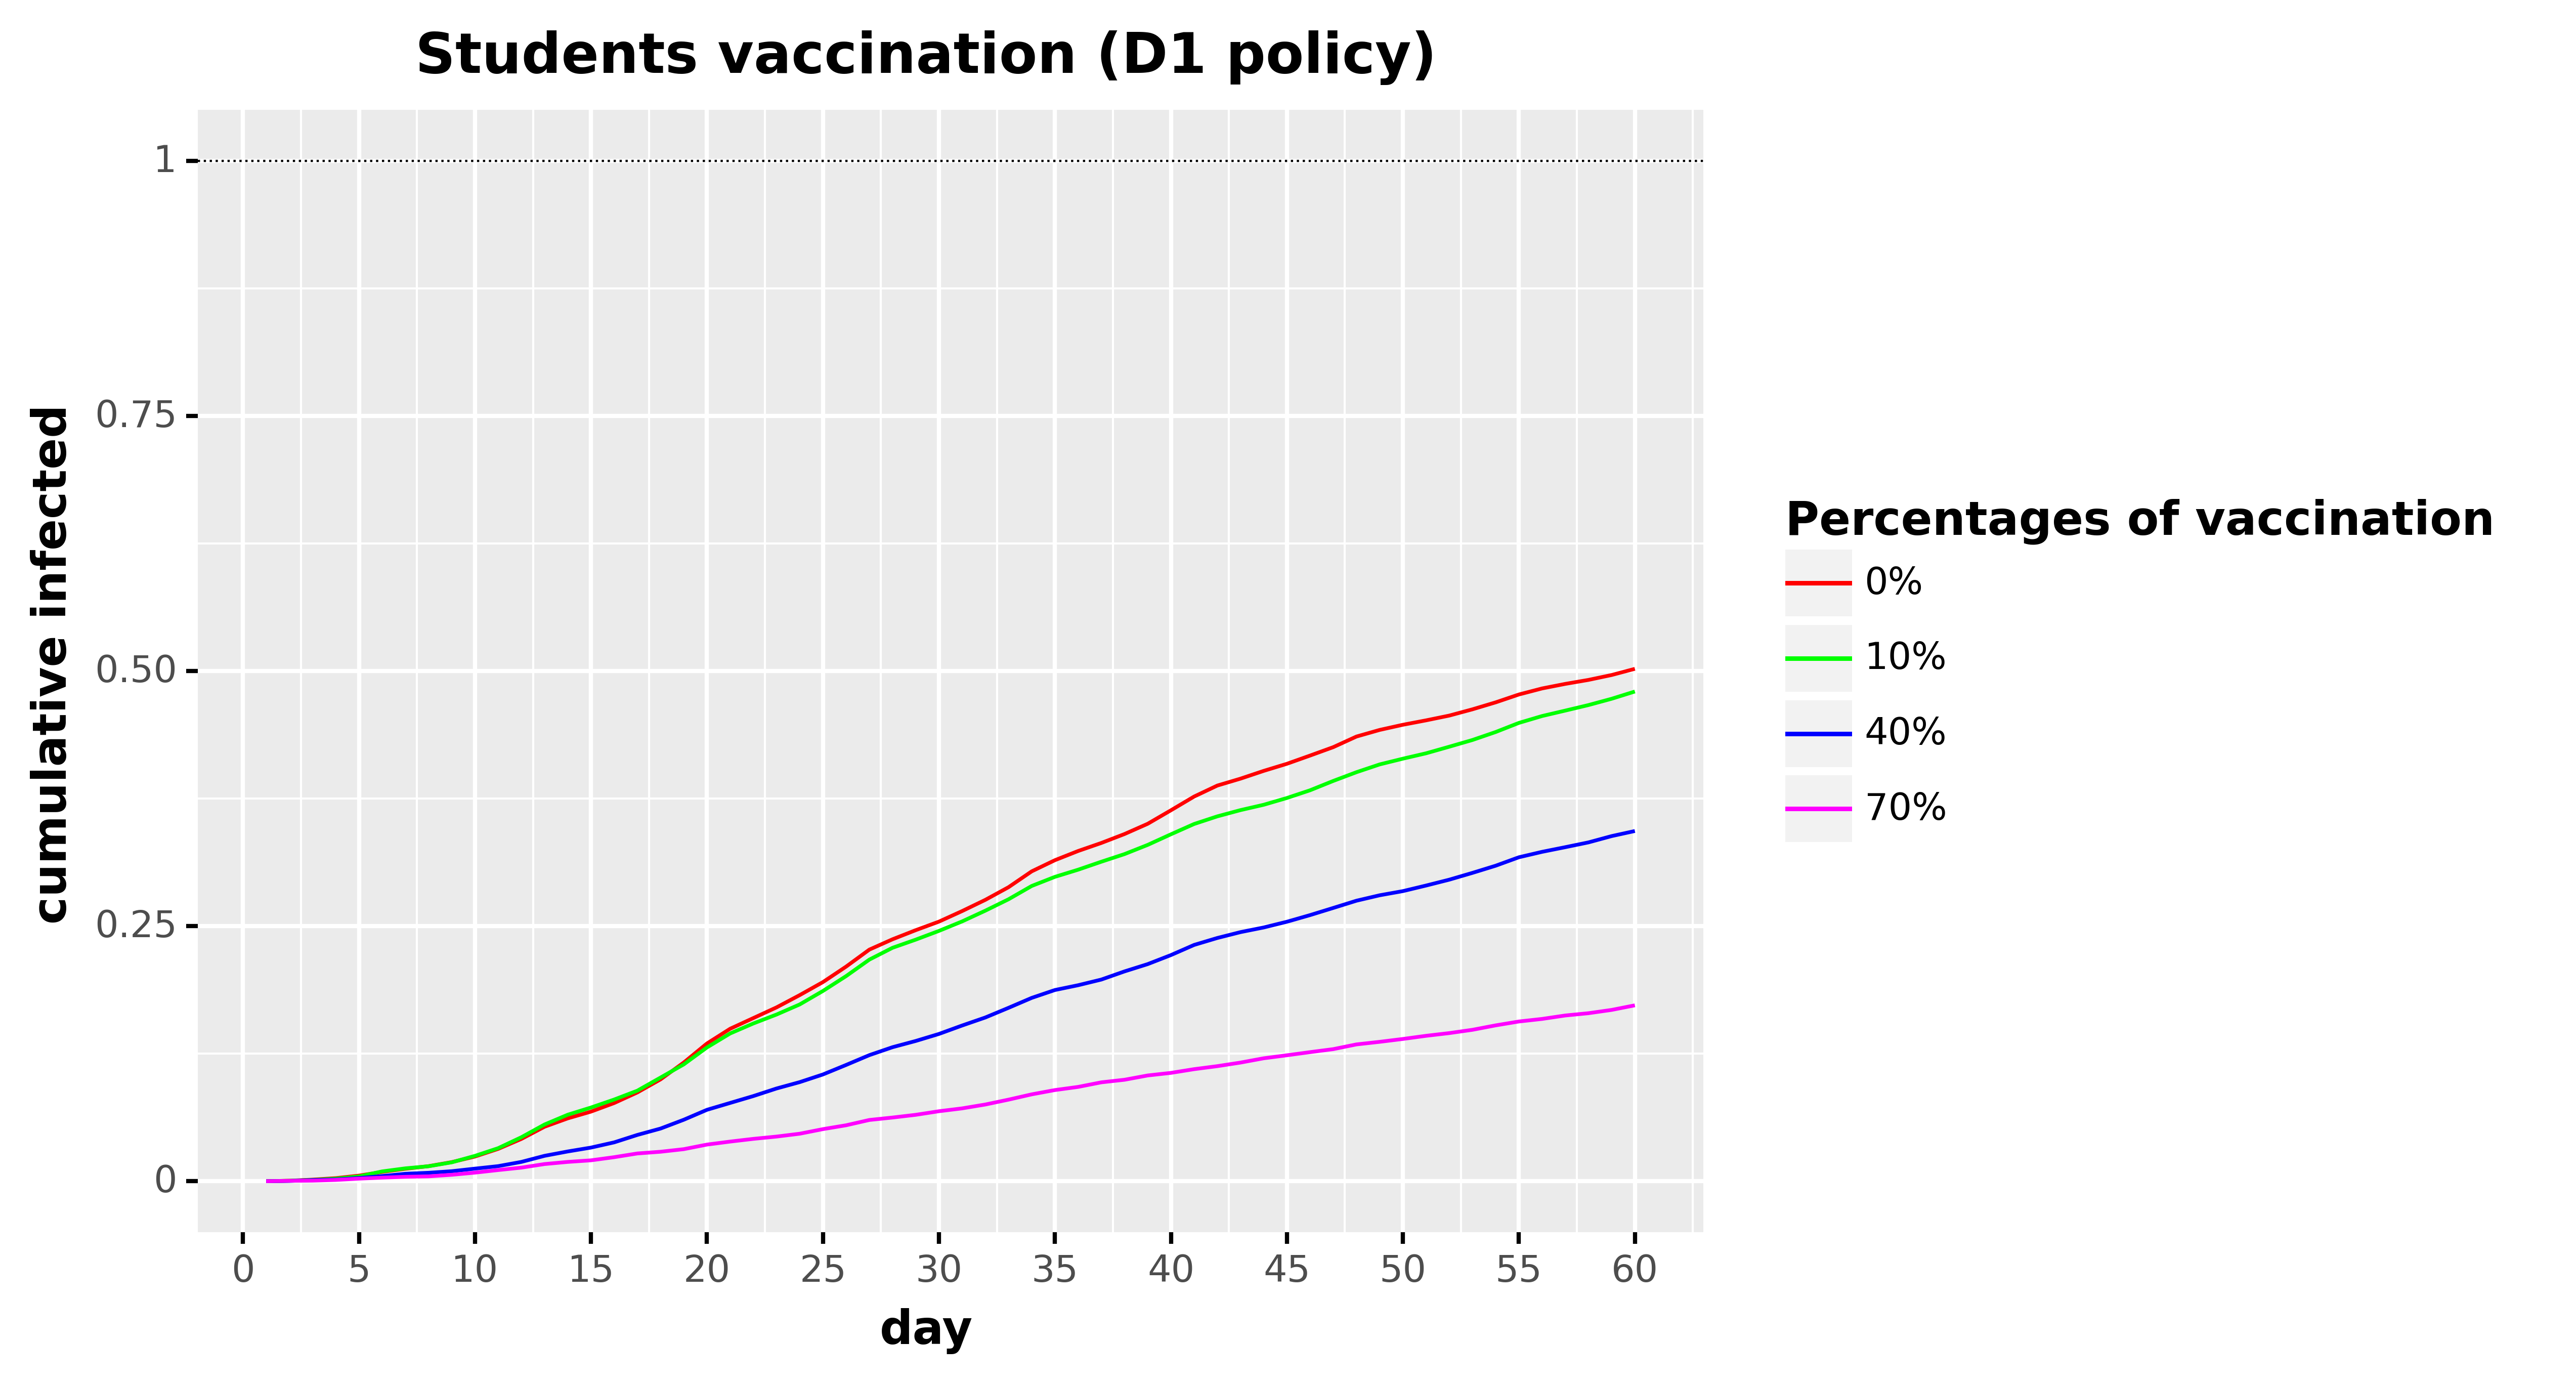 Students vaccination (D1 policy)
cumulative infected
1
0.75
0.50
0.25
0
0 5 10 15 20 25 30 35 40 45 50 55 60
day
Percentages of vaccination
0%
10%
40%
70%